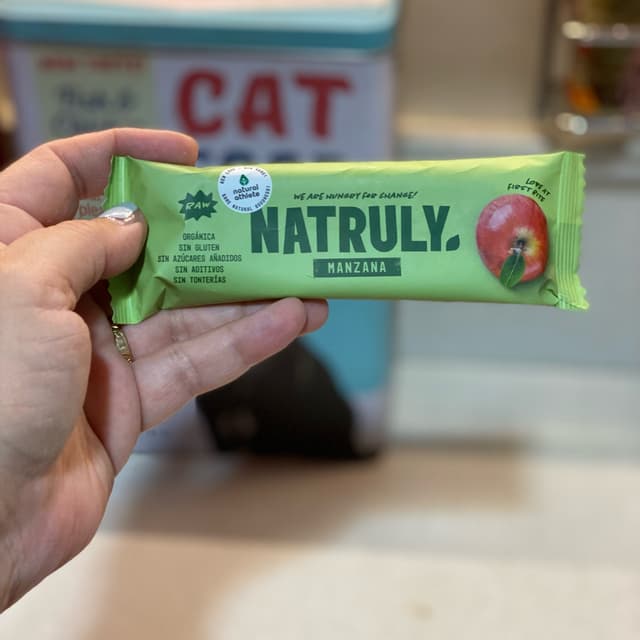 CAT
RAW
natural
athlete
WE ARE HUNGRY FOR CHANGE!
NATRULY.
MANZANA
LOVE AT
FIRST BITE
ORGÁNICA
SIN GLUTEN
SIN AZÚCARES AÑADIDOS
SIN ADITIVOS
SIN TONTERÍAS